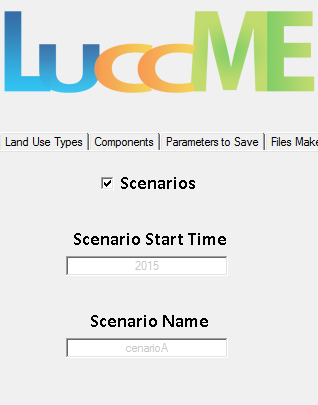 LuccME
Land Use Types Components Parameters to Save Files Make
Scenarios
Scenario Start Time
2015
Scenario Name
cenarioA